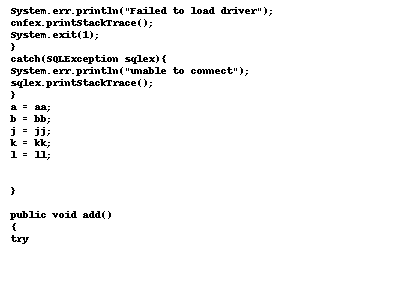 System.err.println("Failed to load driver");
cnfex.printStackTrace();
System.exit(1);
}
catch(SQLException sqlex){
System.err.println("unable to connect");
sqlex.printStackTrace();
}
a = aa;
b = bb;
j = jj;
k = kk;
l = ll;
}
public void add()
{
try